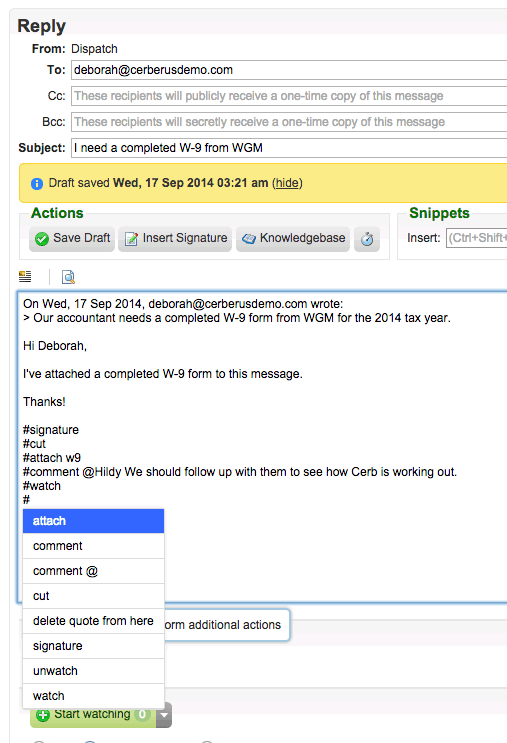 Reply
From: Dispatch
To: deborah@cerberusdemo.com
Cc: These recipients will publicly receive a one-time copy of this message
Bcc: These recipients will secretly receive a one-time copy of this message
Subject: I need a completed W-9 from WGM
Draft saved Wed, 17 Sep 2014 03:21 am (hide)
Actions
Save Draft Insert Signature Knowledgebase
Snippets
Insert: (Ctrl+Shift+
On Wed, 17 Sep 2014, deborah@cerberusdemo.com wrote:
> Our accountant needs a completed W-9 form from WGM for the 2014 tax year.
Hi Deborah,
I've attached a completed W-9 form to this message.
Thanks!
#signature
#cut
#attach w9
#comment @Hildy We should follow up with them to see how Cerb is working out.
#watch
#
attach
comment
comment @
cut
delete quote from here
orm additional actions
signature
unwatch
watch
Start watching 0